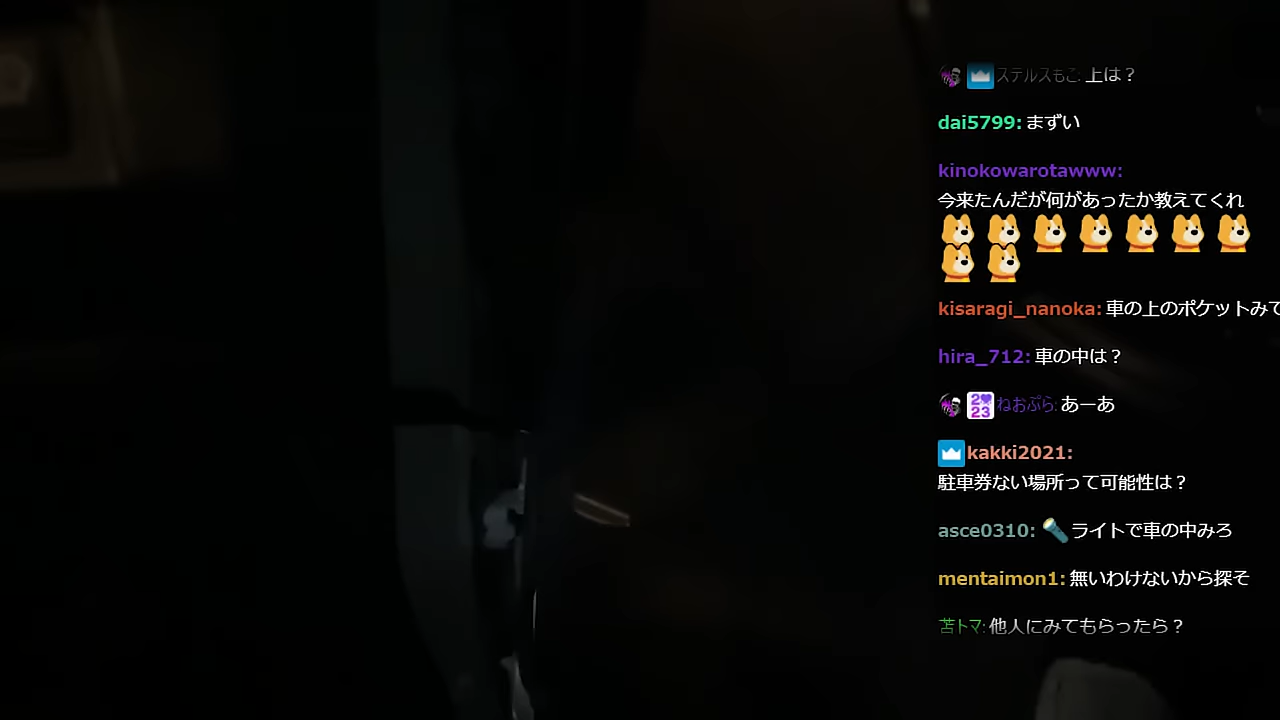 ステルスもこ: 上は？
dai5799: まずい
kinokowarotawww:
今来たんだが何があったか教えてくれ
kisaragi_nanoka: 車の上のポケットみて
hira_712: 車の中は？
2023 ねおぷら: あーあ
kakki2021:
駐車券ない場所って可能性は？
asce0310: ライトで車の中みろ
mentaimon1: 無いわけないから探そ
苫トマ: 他人にみてもらったら？